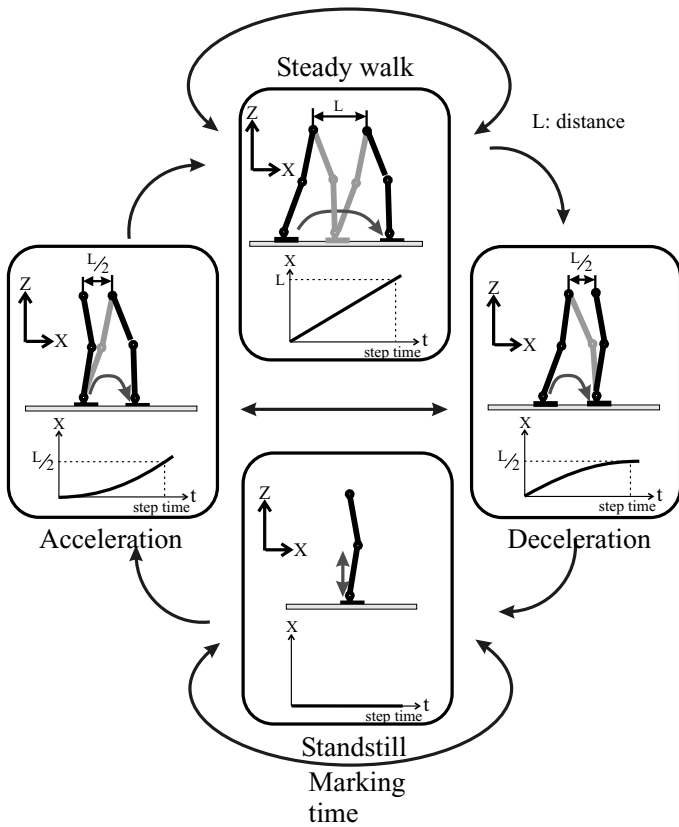 Steady walk
Z
L
X
X
L
t
step time
L: distance
L/2
Z
X
X
L/2
t
step time
Acceleration
L/2
Z
X
X
L/2
t
step time
Deceleration
Z
X
X
t
step time
Standstill
Marking
time